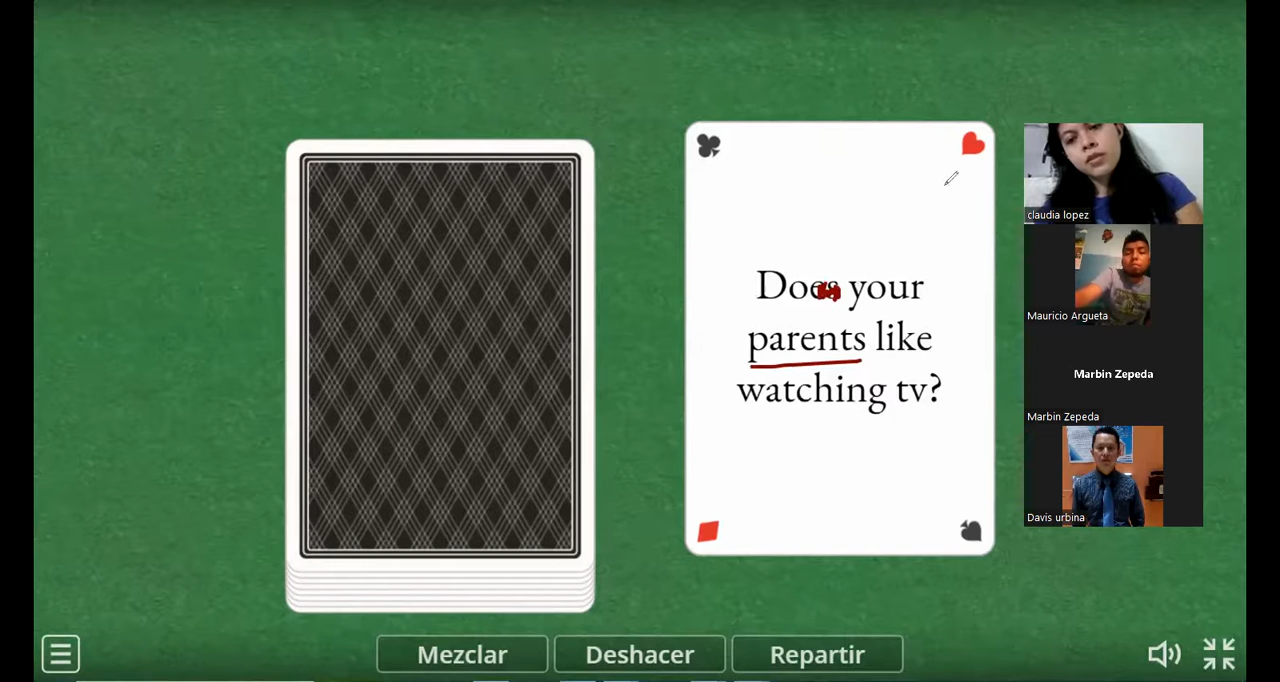 Does your
parents like
watching tv?
claudia lopez
Mauricio Argueta
Marbin Zepeda
Marbin Zepeda
Davis urbina
Mezclar
Deshacer
Repartir